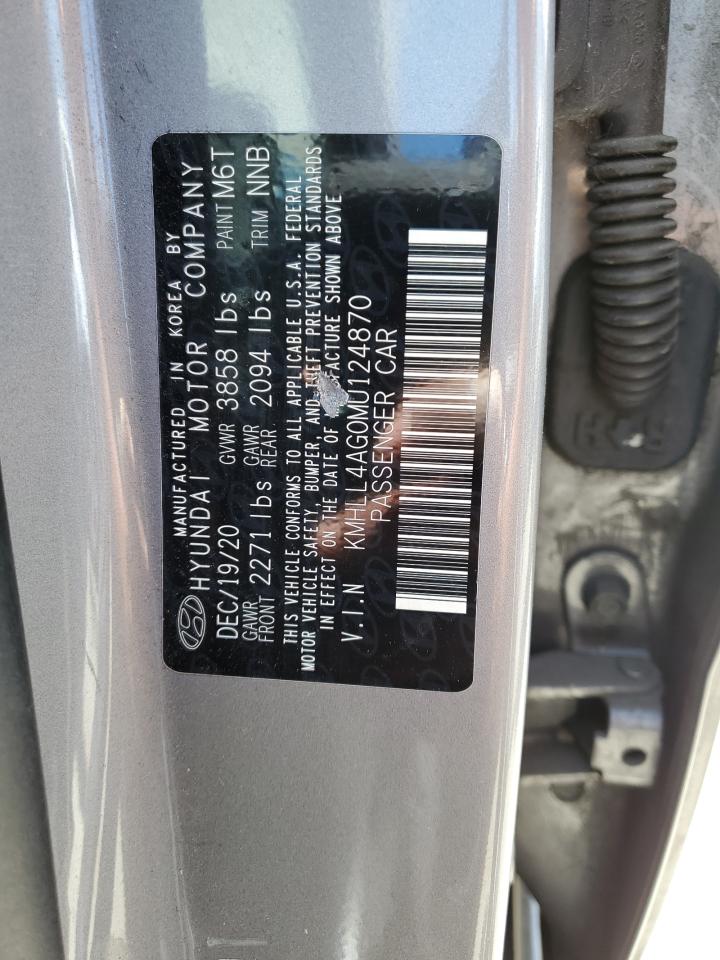 MANUFACTURED IN KOREA BY
HYUNDAI MOTOR COMPANY
DEC/19/20 GVWR 3858 lbs PAINT M6T
GAWR FRONT 2271 lbs GAWR REAR. 2094 lbs TRIM NNB
THIS VEHICLE CONFORMS TO ALL APPLICABLE U.S.A. FEDERAL
MOTOR VEHICLE SAFETY, BUMPER, AND THEFT PREVENTION STANDARDS
IN EFFECT ON THE DATE OF MANUFACTURE SHOWN ABOVE
V.I.N KMHLL4AG0MU124870
PASSENGER CAR